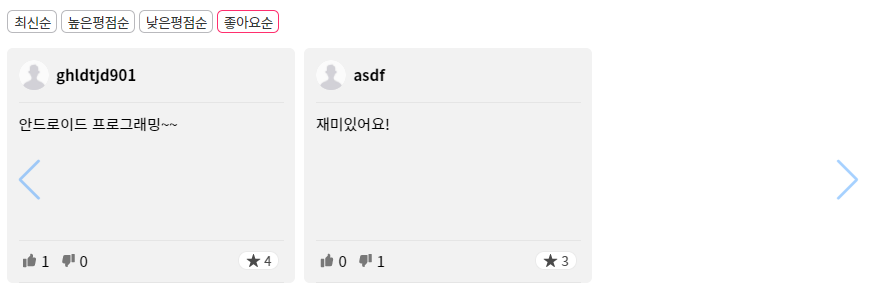 최신순 높은평점순 낮은평점순 좋아요순
ghldtjd901
안드로이드 프로그래밍~~
1 0 ★ 4
asdf
재미있어요!
0 1 ★ 3